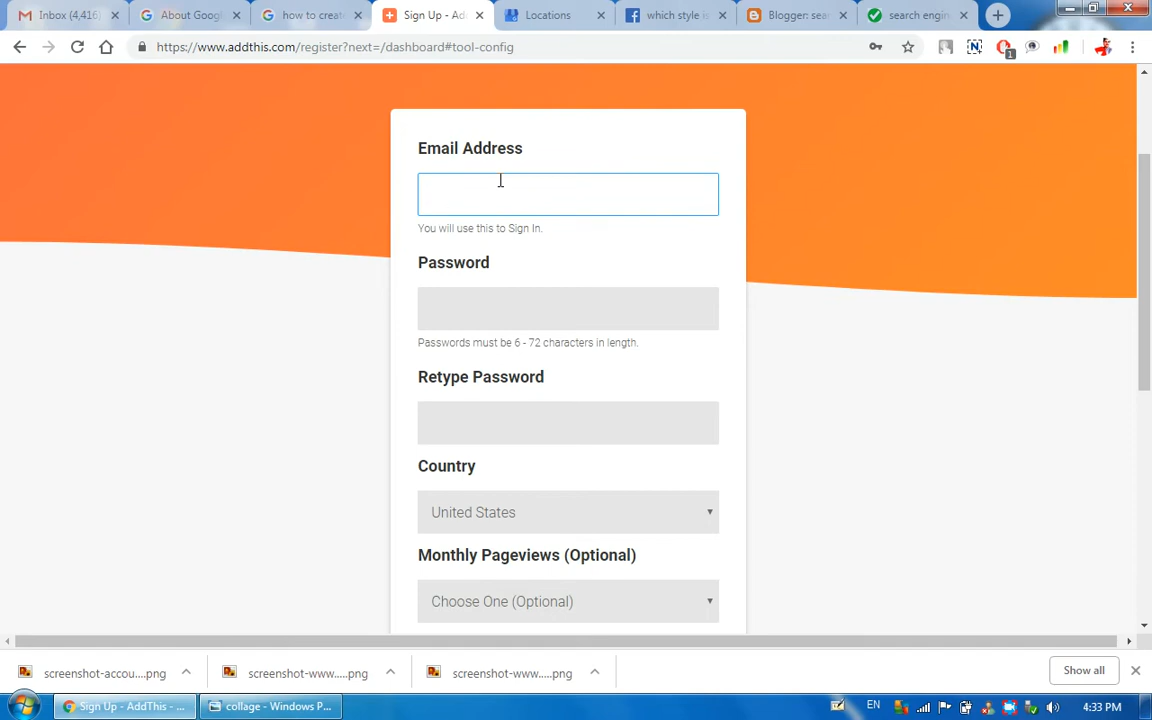 Inbox (4,416)
About Googl
how to create
Sign Up - Add
Locations
which style is
Blogger: sear
search engin
https://www.addthis.com/register?next=/dashboard#tool-config
1
Email Address
You will use this to Sign In.
Password
Passwords must be 6 - 72 characters in length.
Retype Password
Country
United States
Monthly Pageviews (Optional)
Choose One (Optional)
screenshot-accou....png
screenshot-www.....png
screenshot-www.....png
Show all
Sign Up - AddThis - ...
collage - Windows P...
EN
4:33 PM